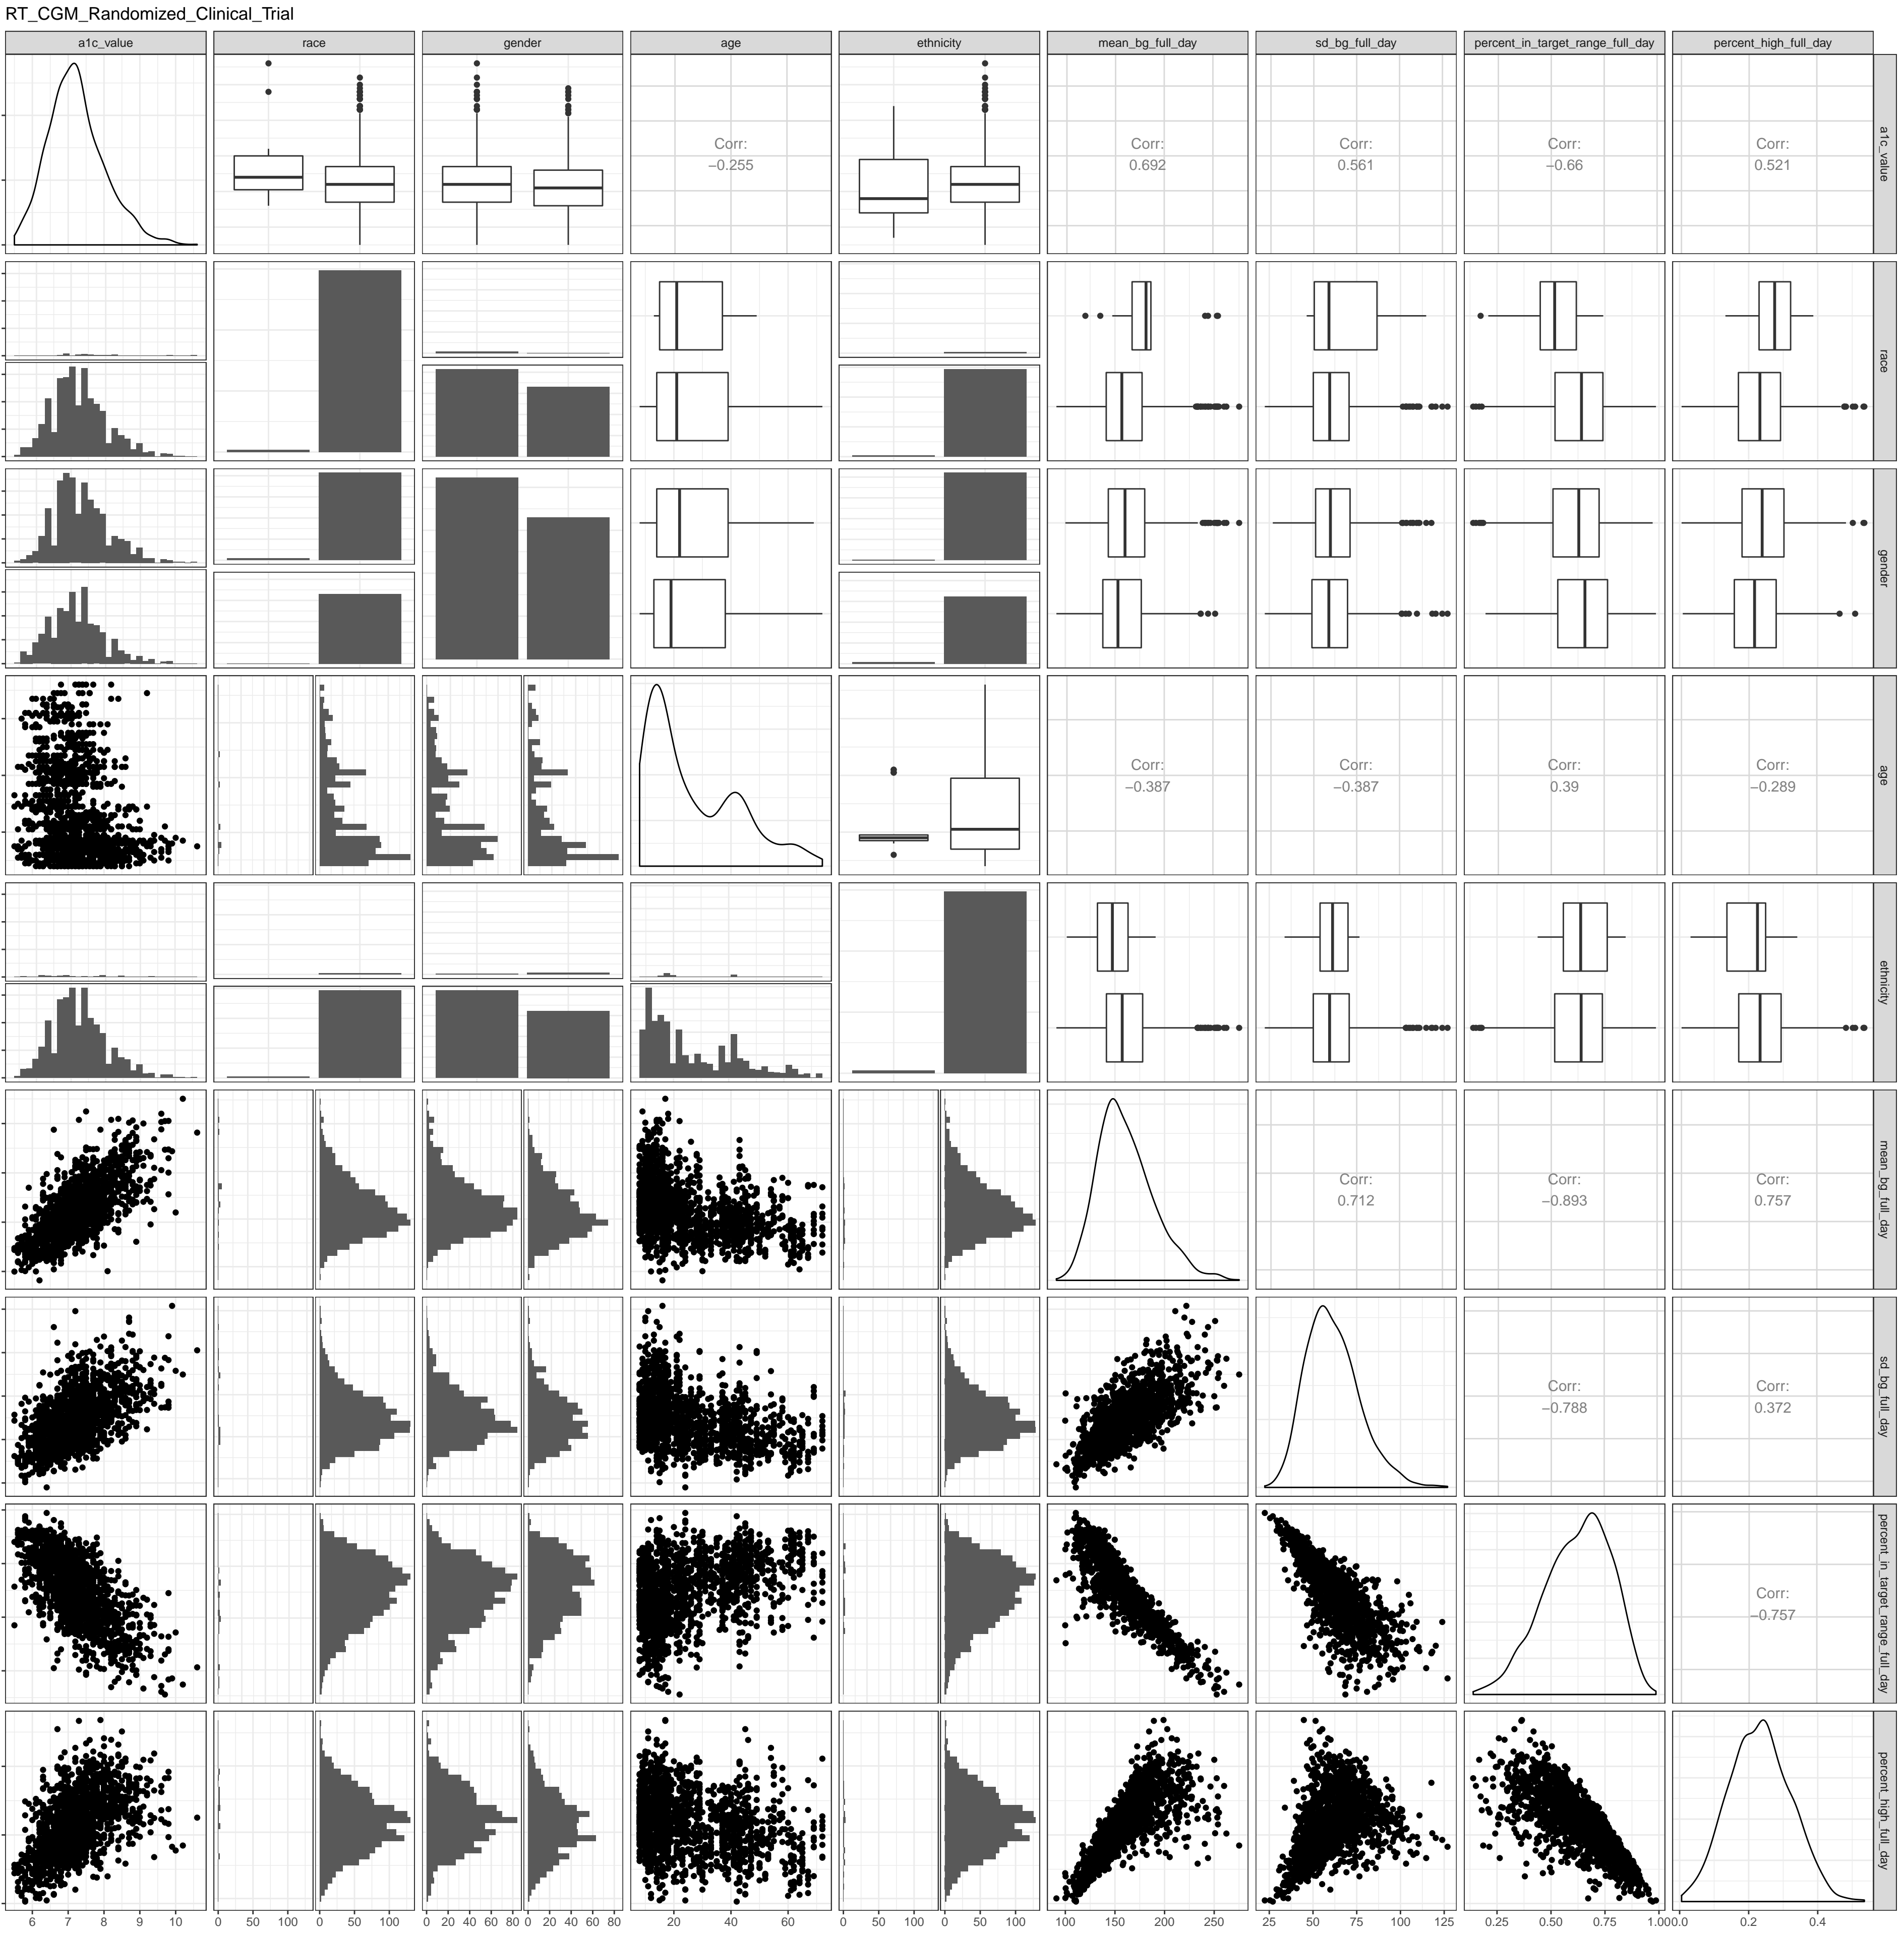 RT_CGM_Randomized_Clinical_Trial
a1c_value race gender age ethnicity mean_bg_full_day sd_bg_full_day percent_in_target_range_full_day percent_high_full_day
Corr:
−0.255
Corr:
0.692
Corr:
0.561
Corr:
−0.66
Corr:
0.521
a1c_value
race
gender
Corr:
−0.387
Corr:
−0.387
Corr:
0.39
Corr:
−0.289
age
ethnicity
Corr:
0.712
Corr:
−0.893
Corr:
0.757
mean_bg_full_day
Corr:
−0.788
Corr:
0.372
sd_bg_full_day
Corr:
−0.757
percent_in_target_range_full_day
percent_high_full_day
6 7 8 9 10 0 50 100 0 50 100 0 20 40 60 80 0 20 40 60 80 20 40 60 0 50 100 0 50 100 100 150 200 250 25 50 75 100 125 0.25 0.50 0.75 1.00 0.0 0.2 0.4